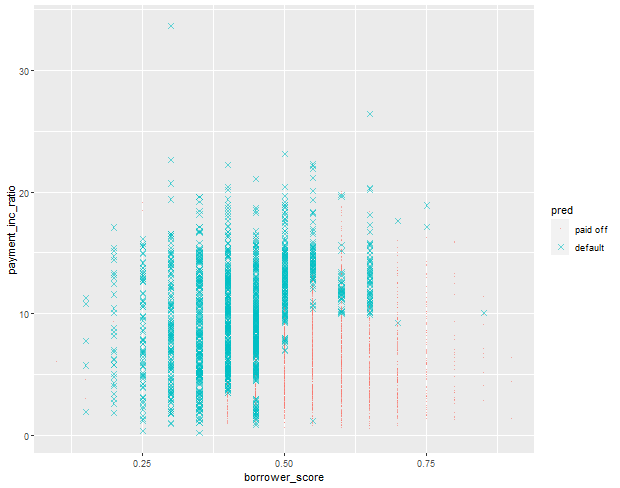 30
20
10
0
payment_inc_ratio
0.25 0.50 0.75
borrower_score
pred
paid off
default